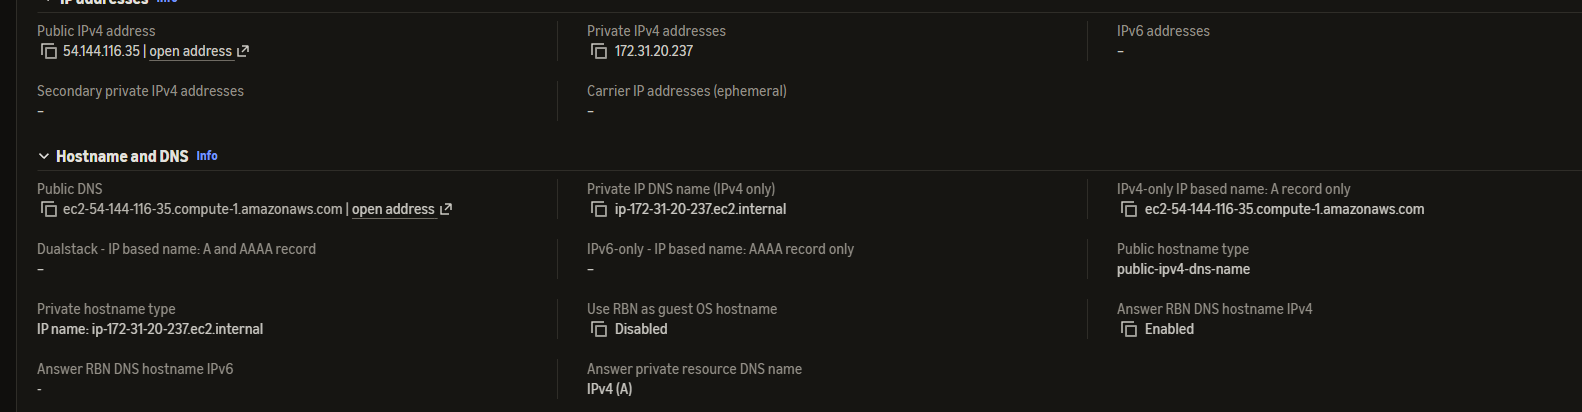 IP addresses Info
Public IPv4 address
54.144.116.35 | open address
Private IPv4 addresses
172.31.20.237
IPv6 addresses
–
Secondary private IPv4 addresses
–
Carrier IP addresses (ephemeral)
–
Hostname and DNS Info
Public DNS
ec2-54-144-116-35.compute-1.amazonaws.com | open address
Private IP DNS name (IPv4 only)
ip-172-31-20-237.ec2.internal
IPv4-only IP based name: A record only
ec2-54-144-116-35.compute-1.amazonaws.com
Dualstack - IP based name: A and AAAA record
–
IPv6-only - IP based name: AAAA record only
–
Public hostname type
public-ipv4-dns-name
Private hostname type
IP name: ip-172-31-20-237.ec2.internal
Use RBN as guest OS hostname
Disabled
Answer RBN DNS hostname IPv4
Enabled
Answer RBN DNS hostname IPv6
-
Answer private resource DNS name
IPv4 (A)